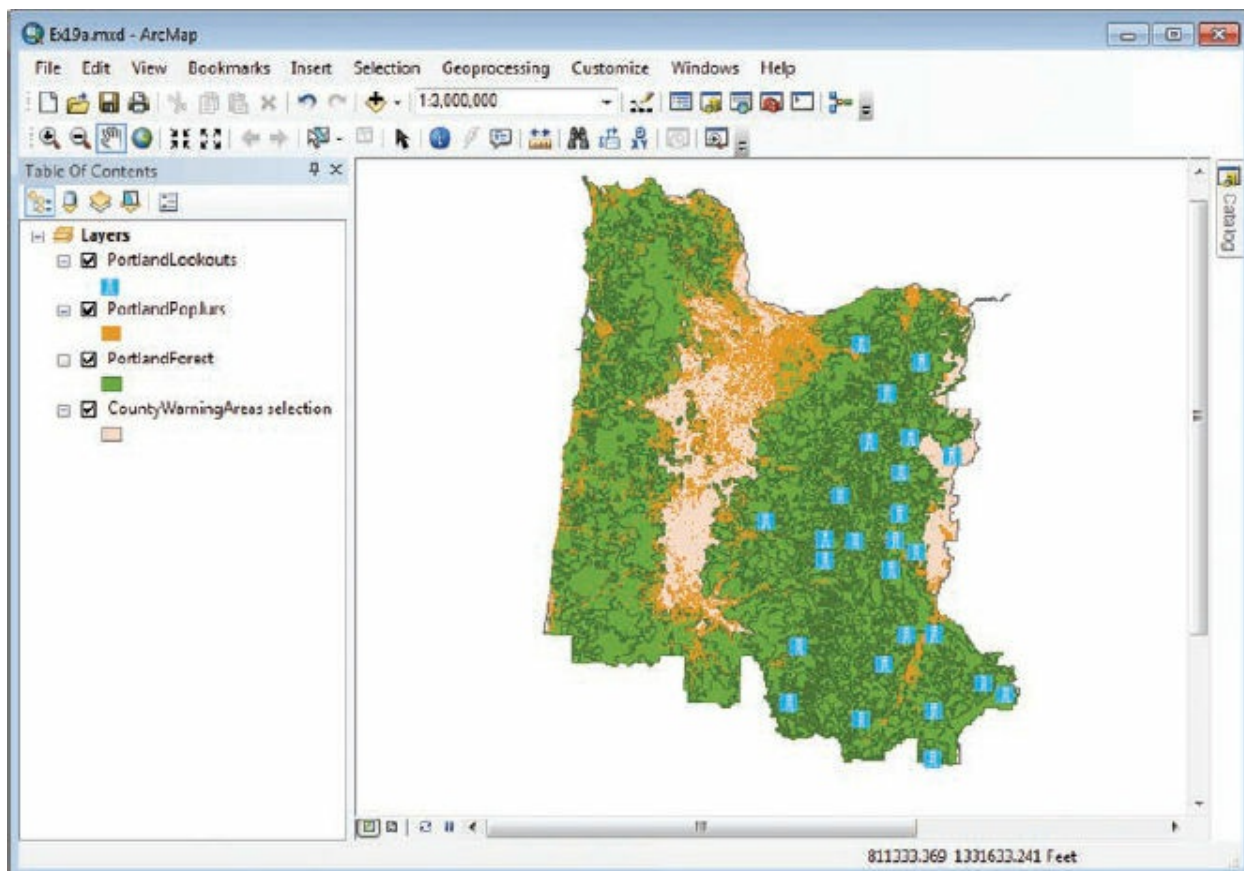 Ex19a.mxd - ArcMap
File Edit View Bookmarks Insert Selection Geoprocessing Customize Windows Help
1:3,000,000
Table Of Contents
Layers
PortlandLookouts
PortlandPopJurs
PortlandForest
CountyWarningAreas selection
Catalog
811333.369 1331633.241 Feet